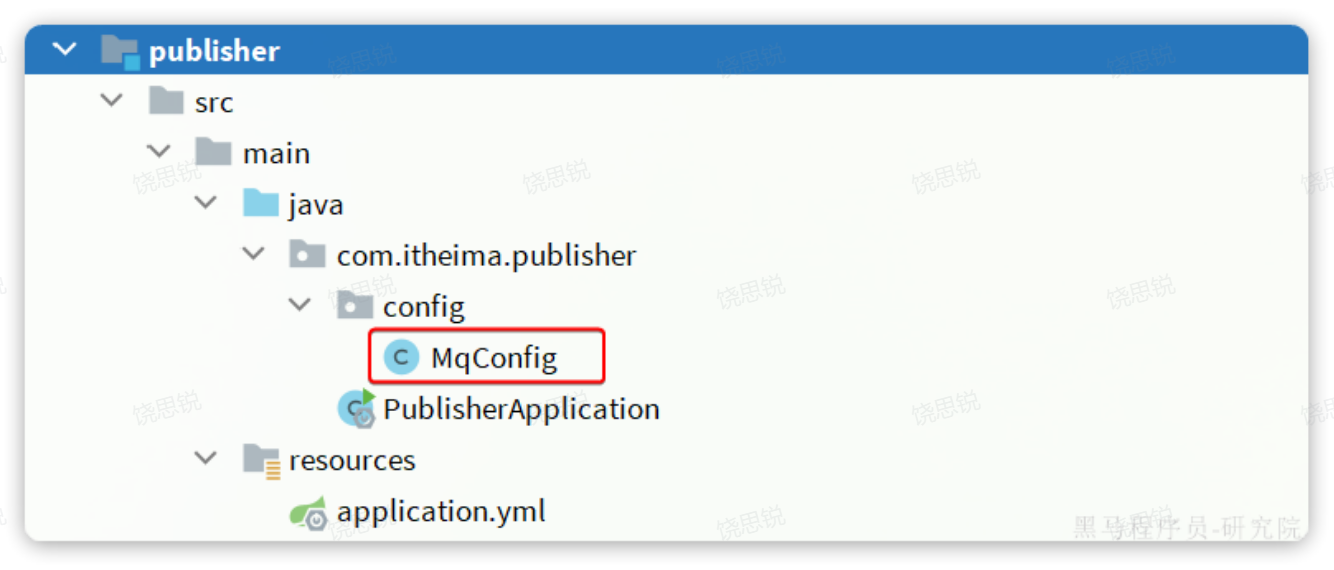 publisher
src
main
java
com.itheima.publisher
config
C MqConfig
PublisherApplication
resources
application.yml
黑马程序员-研究院
饶思锐